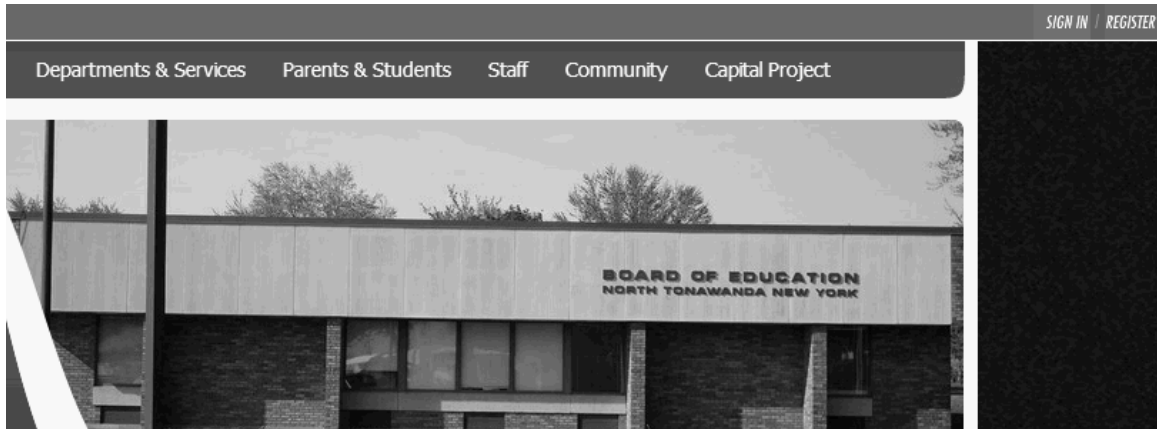 SIGN IN / REGISTER
Departments & Services Parents & Students Staff Community Capital Project
BOARD OF EDUCATION
NORTH TONAWANDA NEW YORK